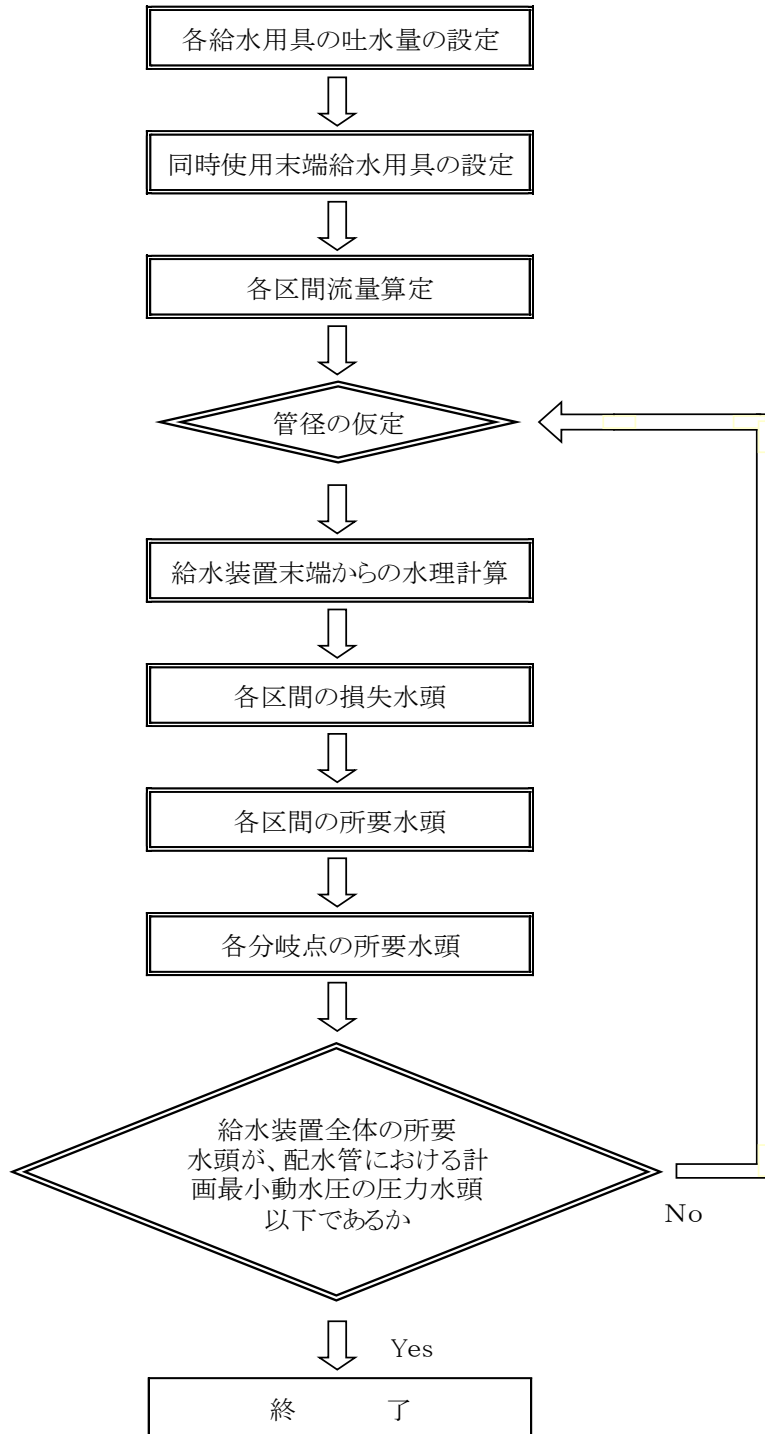 各給水用具の吐水量の設定
同時使用末端給水用具の設定
各区間流量算定
管径の仮定
給水装置末端からの水理計算
各区間の損失水頭
各区間の所要水頭
各分岐点の所要水頭
給水装置全体の所要
水頭が、配水管における計
画最小動水圧の圧力水頭
以下であるか
No
Yes
終　　　了